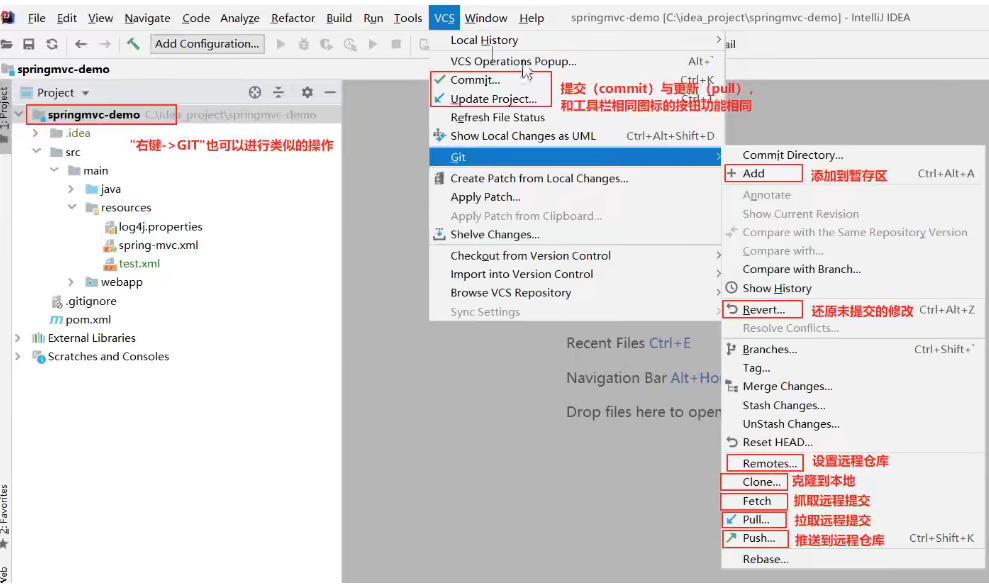 File Edit View Navigate Code Analyze Refactor Build Run Tools VCS Window Help springmvc-demo [C:\idea_project\springmvc-demo] - IntelliJ IDEA
Add Configuration...
springmvc-demo
1: Project
Project
springmvc-demo C:\idea_project\springmvc-demo
.idea
src
main
java
resources
log4j.properties
spring-mvc.xml
test.xml
webapp
.gitignore
pom.xml
External Libraries
Scratches and Consoles
"右键->GIT"也可以进行类似的操作
2: Favorites
Web
Local History
VCS Operations Popup... Alt+`
Commit... Ctrl+K
Update Project...
提交（commit）与更新（pull），
和工具栏相同图标的按钮功能相同
Refresh File Status
Show Local Changes as UML Ctrl+Alt+Shift+D
Git
Create Patch from Local Changes...
Apply Patch...
Apply Patch from Clipboard...
Shelve Changes...
Checkout from Version Control
Import into Version Control
Browse VCS Repository
Sync Settings
Recent Files Ctrl+E
Navigation Bar Alt+Ho
Drop files here to open
Commit Directory...
Add 添加到暂存区 Ctrl+Alt+A
Annotate
Show Current Revision
Compare with the Same Repository Version
Compare with...
Compare with Branch...
Show History
Revert... 还原未提交的修改 Ctrl+Alt+Z
Resolve Conflicts...
Branches... Ctrl+Shift+`
Tag...
Merge Changes...
Stash Changes...
UnStash Changes...
Reset HEAD...
Remotes... 设置远程仓库
Clone... 克隆到本地
Fetch 抓取远程提交
Pull... 拉取远程提交
Push... 推送到远程仓库 Ctrl+Shift+K
Rebase...